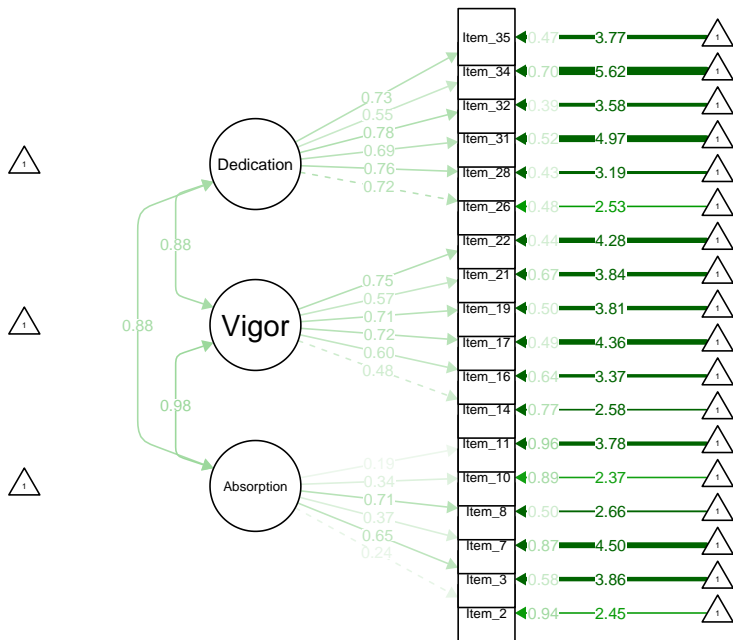 Item_35 0.47 3.77 1
0.73
Item_34 0.70 5.62 1
0.55
Item_32 0.39 3.58 1
0.78
Item_31 0.52 4.97 1
0.69
1 Dedication
0.76
Item_28 0.43 3.19 1
0.72
Item_26 0.48 2.53 1
0.88
Item_22 0.44 4.28 1
0.75
Item_21 0.67 3.84 1
0.57
Item_19 0.50 3.81 1
0.71
1 0.88 Vigor
0.72
Item_17 0.49 4.36 1
0.60
Item_16 0.64 3.37 1
0.48
0.98
Item_14 0.77 2.58 1
Item_11 0.96 3.78 1
0.19
Item_10 0.89 2.37 1
0.34
1 Absorption
0.71
Item_8 0.50 2.66 1
0.37
Item_7 0.87 4.50 1
0.65
0.24
Item_3 0.58 3.86 1
Item_2 0.94 2.45 1